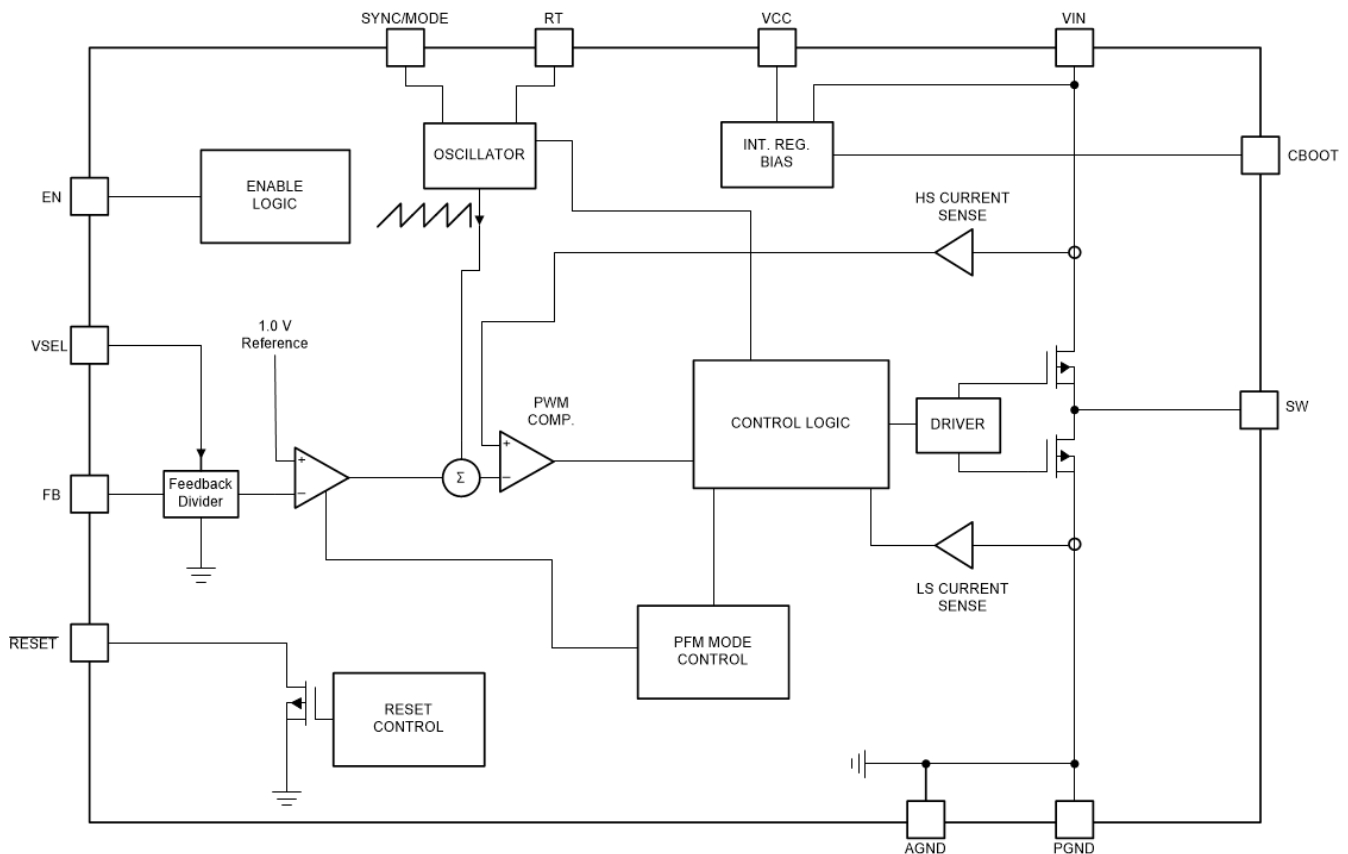 SYNC/MODE
RT
VCC
VIN
OSCILLATOR
INT. REG.
BIAS
CBOOT
EN
ENABLE
LOGIC
HS CURRENT
SENSE
VSEL
1.0 V
Reference
PWM
COMP.
CONTROL LOGIC
DRIVER
SW
+
−
+
−
Σ
FB
Feedback
Divider
LS CURRENT
SENSE
RESET
PFM MODE
CONTROL
RESET
CONTROL
AGND
PGND